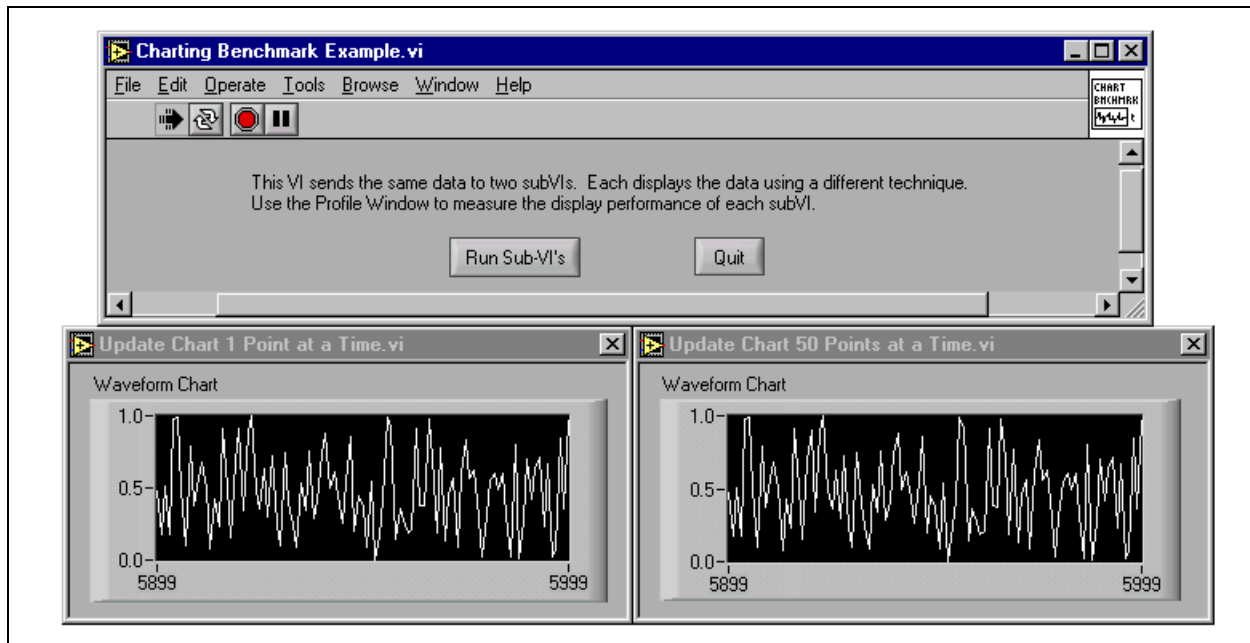 Charting Benchmark Example.vi
File Edit Operate Tools Browse Window Help
CHART
BNCHMRK
t
This VI sends the same data to two subVIs. Each displays the data using a different technique.
Use the Profile Window to measure the display performance of each subVI.
Run Sub-VI's Quit
Update Chart 1 Point at a Time.vi
Waveform Chart
1.0
0.5
0.0
5899 5999
Update Chart 50 Points at a Time.vi
Waveform Chart
1.0
0.5
0.0
5899 5999